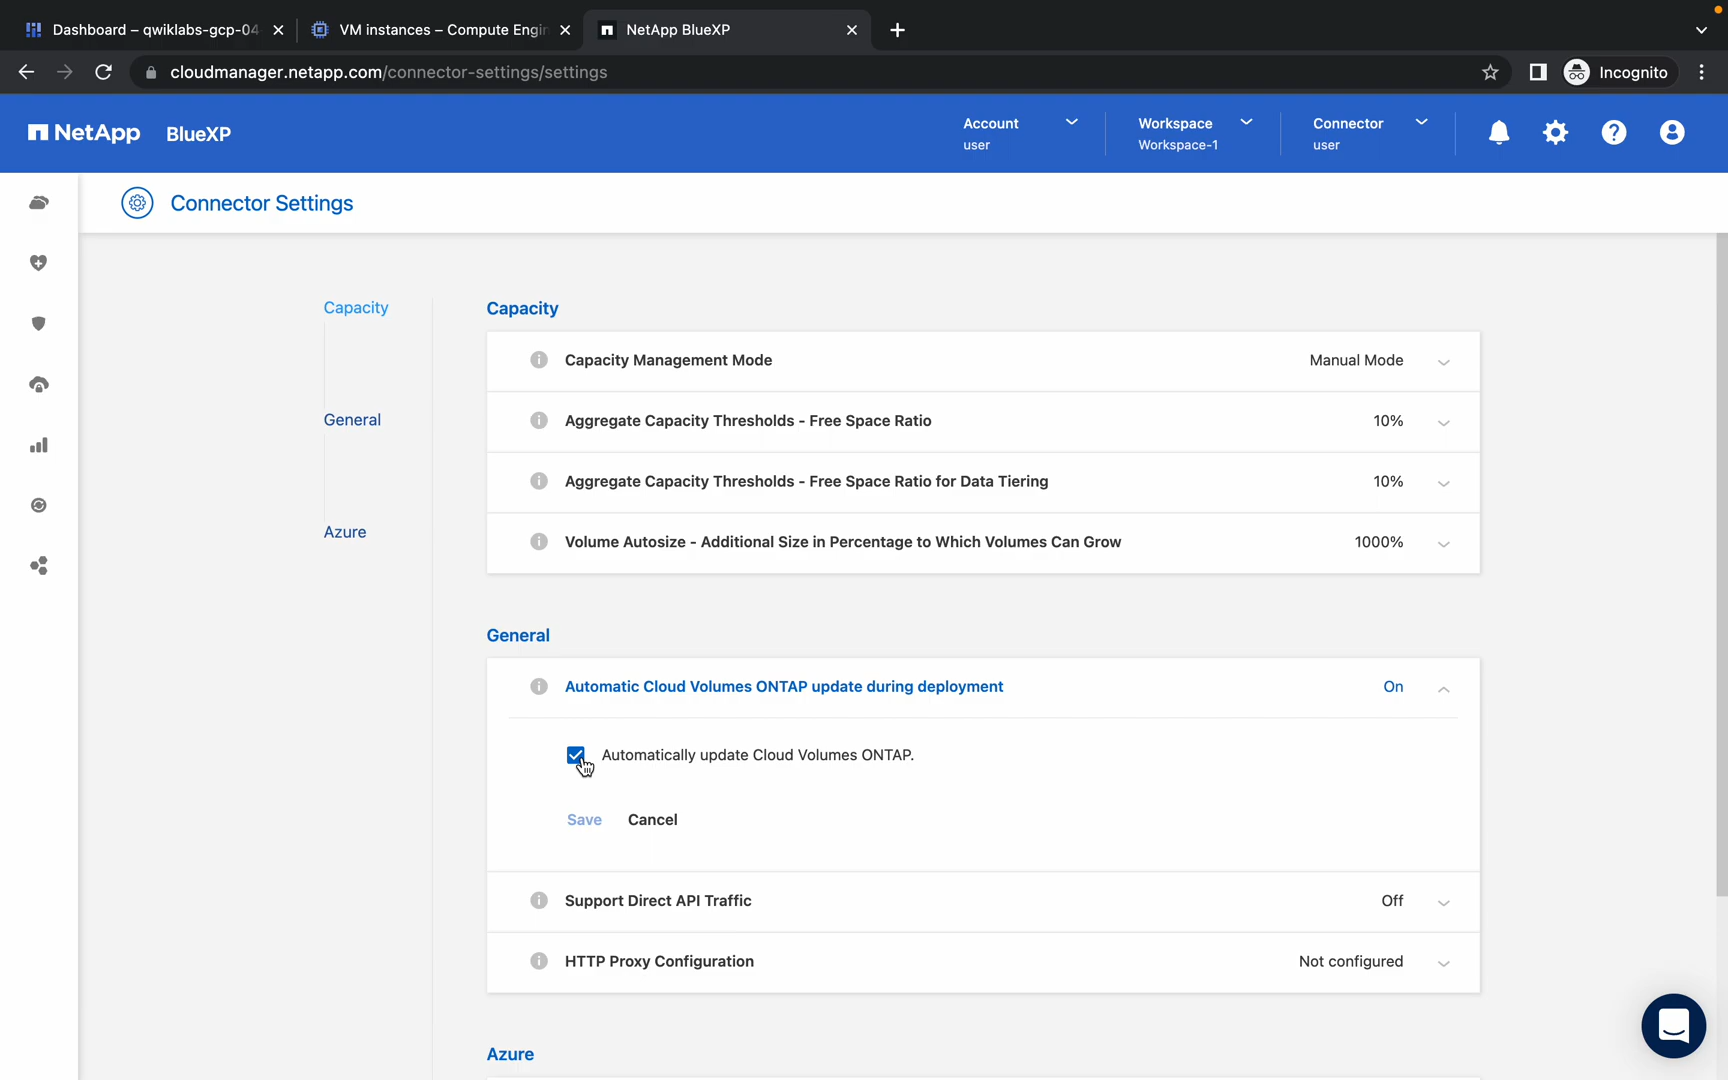 Dashboard – qwiklabs-gcp-04
VM instances – Compute Engin
NetApp BlueXP
cloudmanager.netapp.com/connector-settings/settings
Incognito
NetApp BlueXP
Account
user
Workspace
Workspace-1
Connector
user
Connector Settings
Capacity
General
Azure
Capacity
Capacity Management Mode Manual Mode
Aggregate Capacity Thresholds - Free Space Ratio 10%
Aggregate Capacity Thresholds - Free Space Ratio for Data Tiering 10%
Volume Autosize - Additional Size in Percentage to Which Volumes Can Grow 1000%
General
Automatic Cloud Volumes ONTAP update during deployment On
Automatically update Cloud Volumes ONTAP.
Save Cancel
Support Direct API Traffic Off
HTTP Proxy Configuration Not configured
Azure